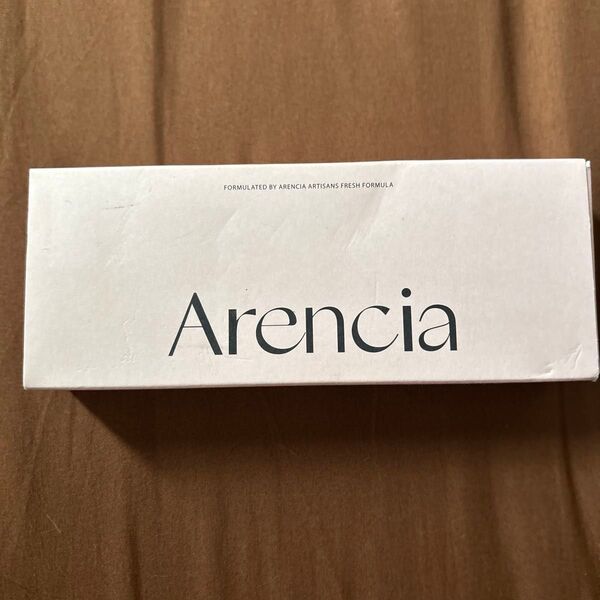 FORMULATED BY ARENCIA ARTISANS FRESH FORMULA
Arencia